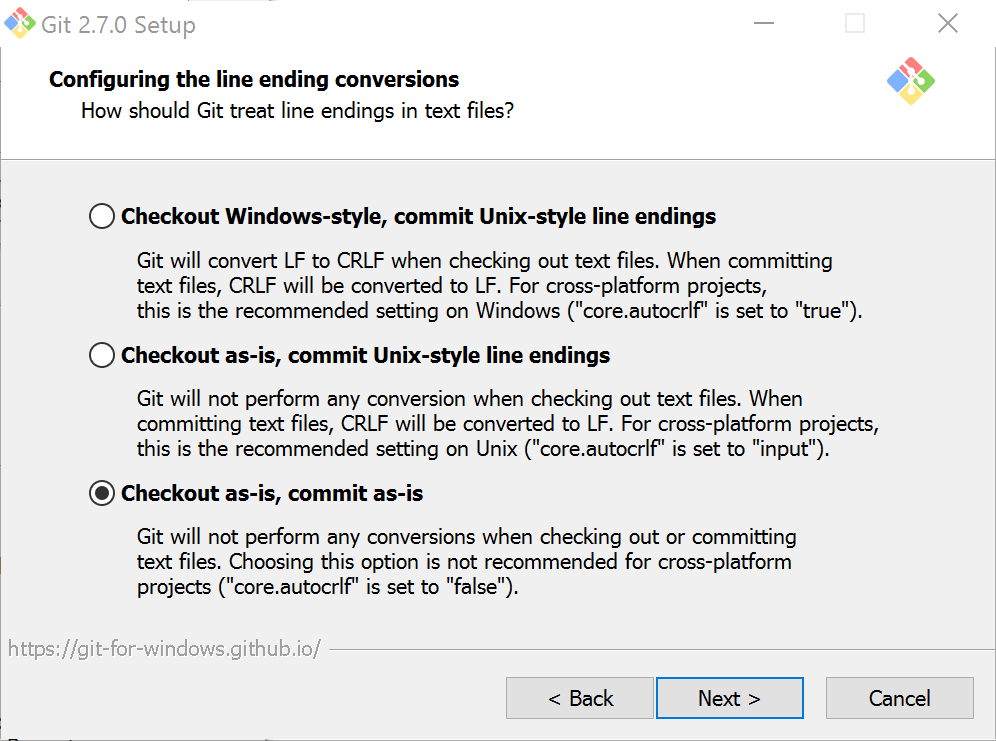 Git 2.7.0 Setup
Configuring the line ending conversions
How should Git treat line endings in text files?
Checkout Windows-style, commit Unix-style line endings
Git will convert LF to CRLF when checking out text files. When committing
text files, CRLF will be converted to LF. For cross-platform projects,
this is the recommended setting on Windows ("core.autocrlf" is set to "true").
Checkout as-is, commit Unix-style line endings
Git will not perform any conversion when checking out text files. When
committing text files, CRLF will be converted to LF. For cross-platform projects,
this is the recommended setting on Unix ("core.autocrlf" is set to "input").
Checkout as-is, commit as-is
Git will not perform any conversions when checking out or committing
text files. Choosing this option is not recommended for cross-platform
projects ("core.autocrlf" is set to "false").
https://git-for-windows.github.io/
< Back
Next >
Cancel